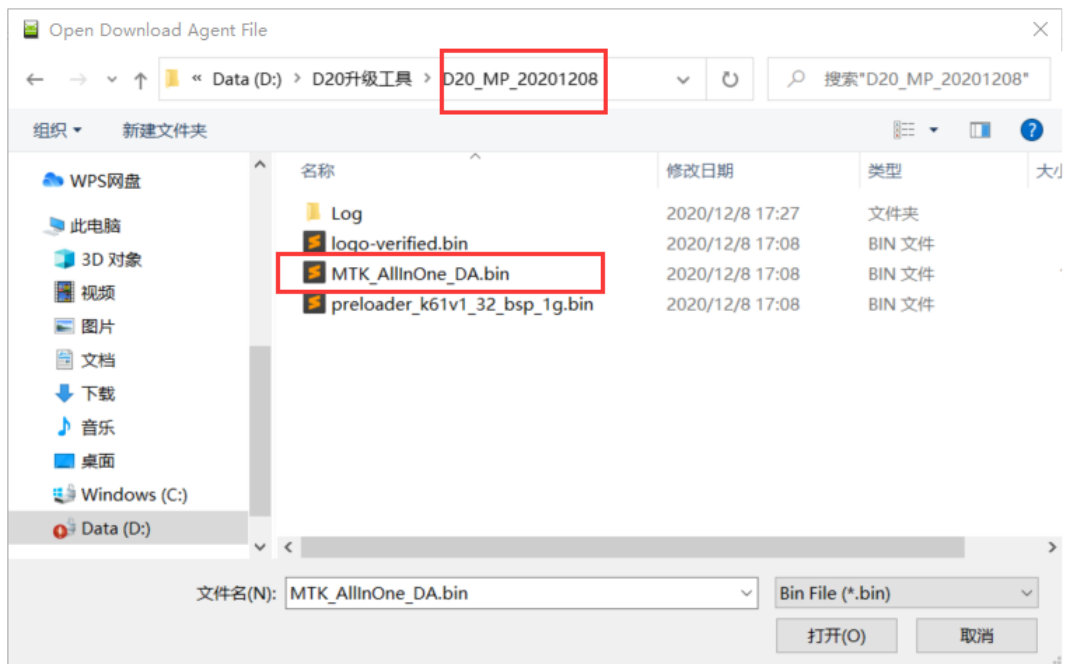 Open Download Agent File
« Data (D:) › D20升级工具 › D20_MP_20201208
搜索"D20_MP_20201208"
组织 新建文件夹
WPS网盘
此电脑
3D 对象
视频
图片
文档
下载
音乐
桌面
Windows (C:)
Data (D:)
名称 修改日期 类型 大小
Log 2020/12/8 17:27 文件夹
logo-verified.bin 2020/12/8 17:08 BIN 文件
MTK_AllInOne_DA.bin 2020/12/8 17:08 BIN 文件
preloader_k61v1_32_bsp_1g.bin 2020/12/8 17:08 BIN 文件
文件名(N): MTK_AllInOne_DA.bin Bin File (*.bin)
打开(O) 取消